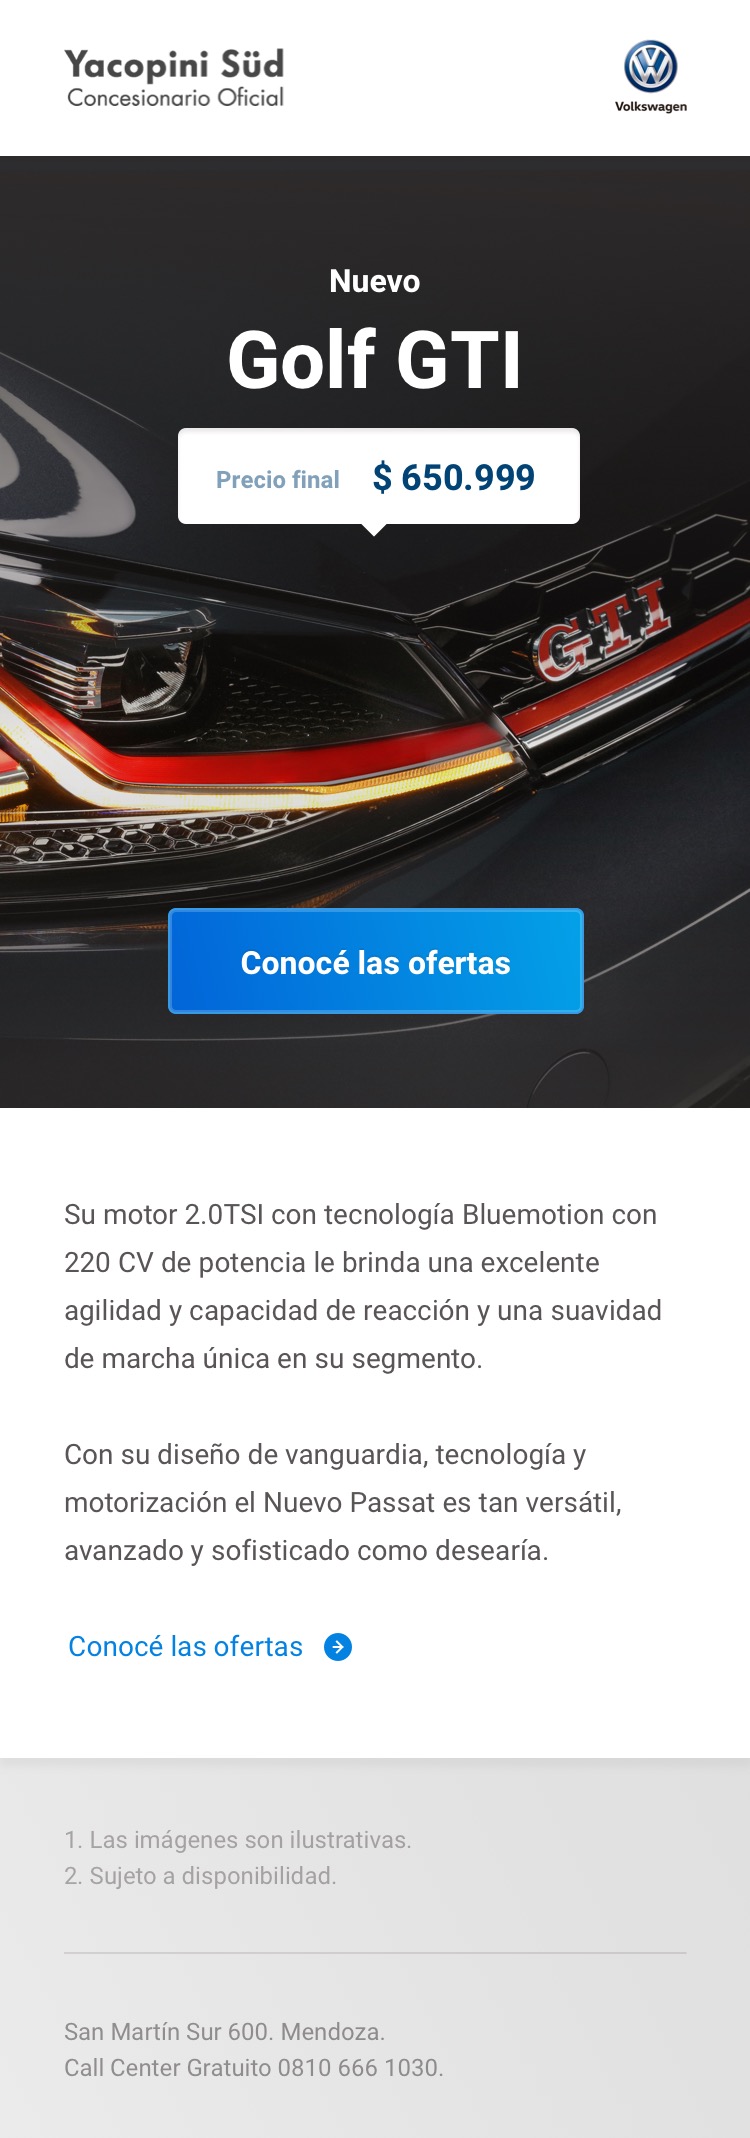 Yacopini Süd
Concesionario Oficial
Volkswagen
Nuevo
Golf GTI
Precio final $ 650.999
GTI
Conocé las ofertas
Su motor 2.0TSI con tecnología Bluemotion con
220 CV de potencia le brinda una excelente
agilidad y capacidad de reacción y una suavidad
de marcha única en su segmento.
Con su diseño de vanguardia, tecnología y
motorización el Nuevo Passat es tan versátil,
avanzado y sofisticado como desearía.
Conocé las ofertas
1. Las imágenes son ilustrativas.
2. Sujeto a disponibilidad.
San Martín Sur 600. Mendoza.
Call Center Gratuito 0810 666 1030.